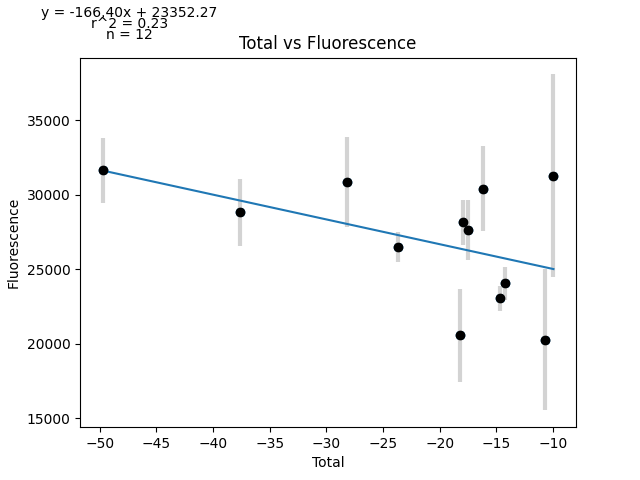 y = -166.40x + 23352.27
r^2 = 0.23
n = 12
Total vs Fluorescence
35000
30000
25000
20000
15000
Fluorescence
−50 −45 −40 −35 −30 −25 −20 −15 −10
Total